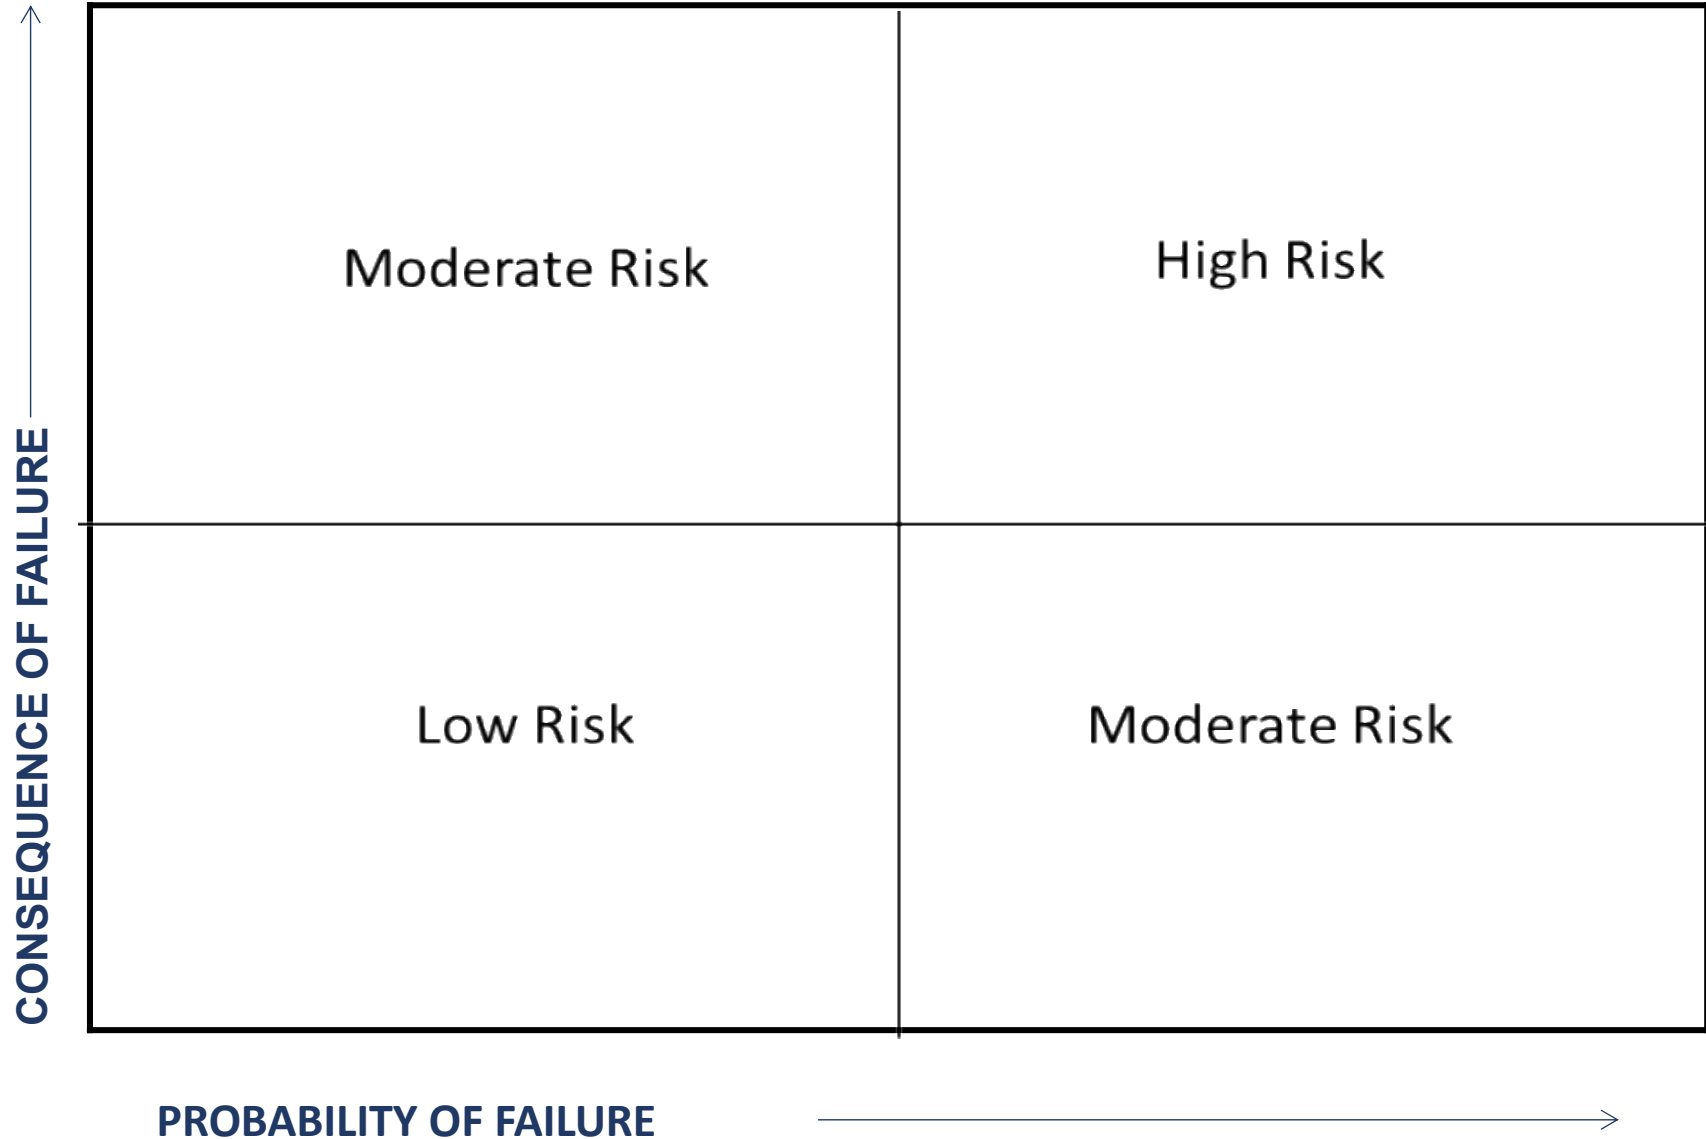 Moderate Risk
High Risk
CONSEQUENCE OF FAILURE
Low Risk
Moderate Risk
PROBABILITY OF FAILURE